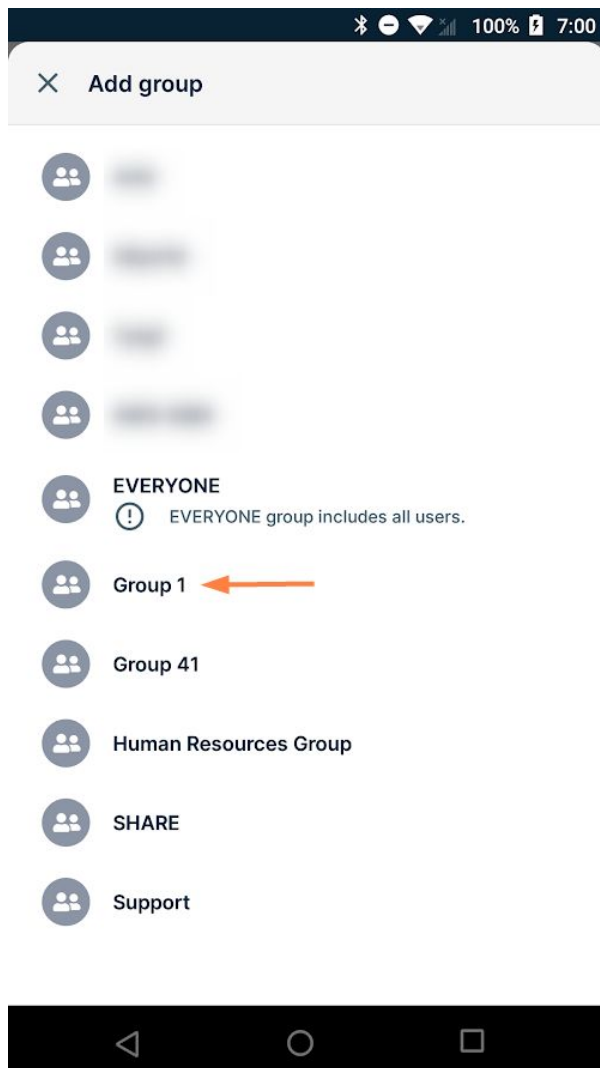 100% 7:00
Add group
EVERYONE
EVERYONE group includes all users.
Group 1
Group 41
Human Resources Group
SHARE
Support